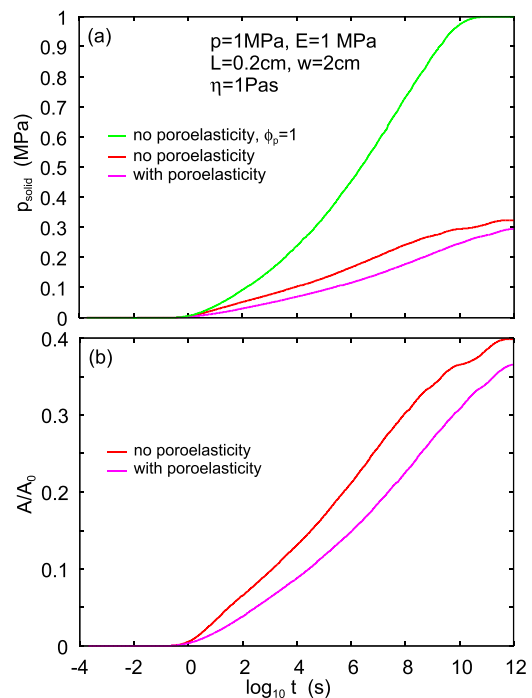 (a)
p=1MPa, E=1 MPa
L=0.2cm, w=2cm
η=1Pas
no poroelasticity, ϕp=1
no poroelasticity
with poroelasticity
psolid (MPa)
1
0.9
0.8
0.7
0.6
0.5
0.4
0.3
0.2
0.1
0
(b)
no poroelasticity
with poroelasticity
A/A0
0.4
0.3
0.2
0.1
0
-4 -2 0 2 4 6 8 10 12
log10 t (s)